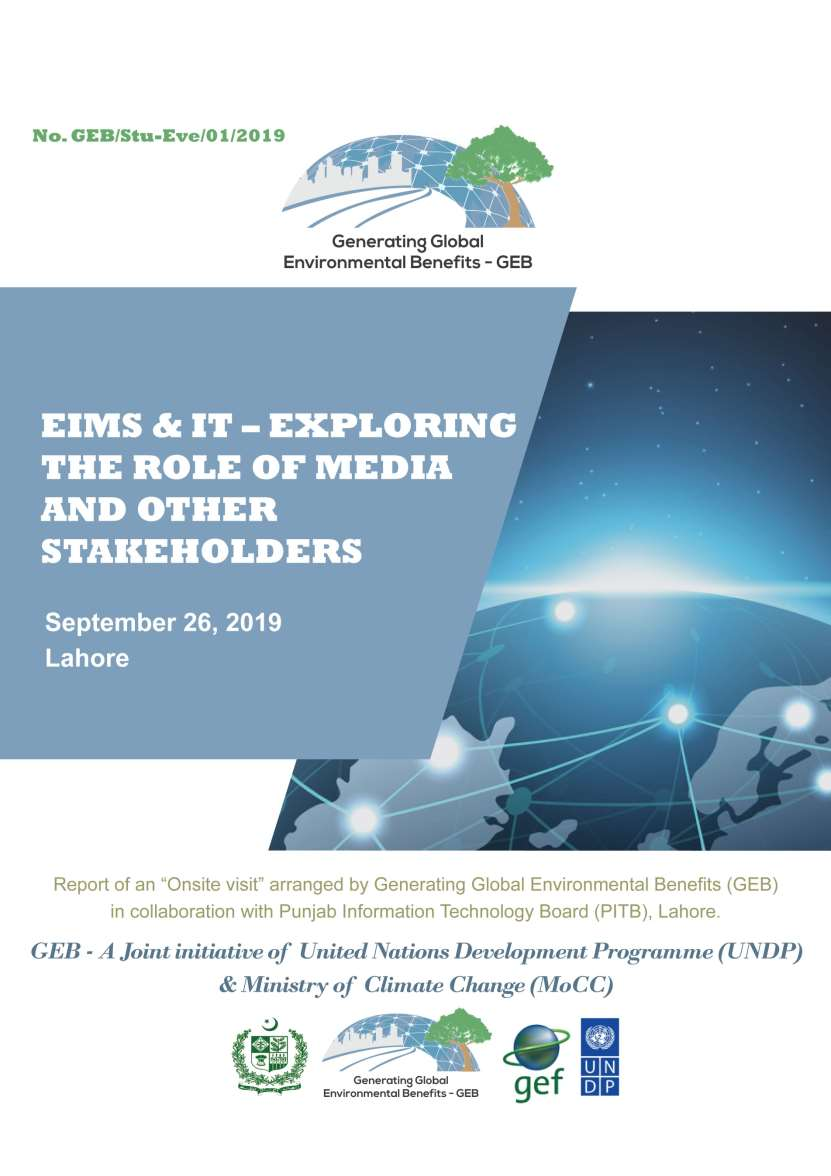 No. GEB/Stu-Eve/01/2019
Generating Global
Environmental Benefits - GEB
EIMS & IT – EXPLORING
THE ROLE OF MEDIA
AND OTHER
STAKEHOLDERS
September 26, 2019
Lahore
Report of an “Onsite visit” arranged by Generating Global Environmental Benefits (GEB)
in collaboration with Punjab Information Technology Board (PITB), Lahore.
GEB - A Joint initiative of United Nations Development Programme (UNDP)
& Ministry of Climate Change (MoCC)
Generating Global
Environmental Benefits - GEB
gef
U N
D P